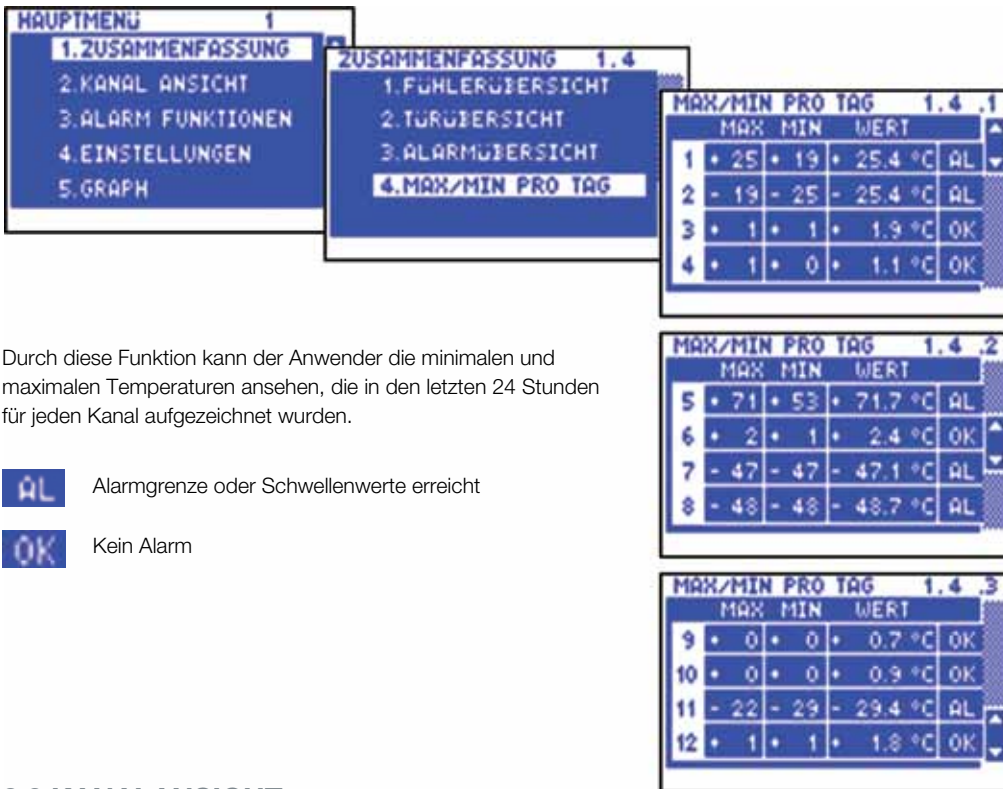 HAUPTMENÜ 1
1.ZUSAMMENFASSUNG
2.KANAL ANSICHT
3.ALARM FUNKTIONEN
4.EINSTELLUNGEN
5.GRAPH
ZUSAMMENFASSUNG 1.4
1.FÜHLERÜBERSICHT
2.TÜRÜBERSICHT
3.ALARMÜBERSICHT
4.MAX/MIN PRO TAG
MAX/MIN PRO TAG 1.4 .1
MAX MIN WERT
1 + 25 + 19 + 25.4 °C AL
2 - 19 - 25 - 25.4 °C AL
3 + 1 + 1 + 1.9 °C OK
4 + 1 + 0 + 1.1 °C OK
Durch diese Funktion kann der Anwender die minimalen und
maximalen Temperaturen ansehen, die in den letzten 24 Stunden
für jeden Kanal aufgezeichnet wurden.
AL Alarmgrenze oder Schwellenwerte erreicht
OK Kein Alarm
MAX/MIN PRO TAG 1.4 .2
MAX MIN WERT
5 + 71 + 53 + 71.7 °C AL
6 + 2 + 1 + 2.4 °C OK
7 - 47 - 47 - 47.1 °C AL
8 - 48 - 48 - 48.7 °C AL
MAX/MIN PRO TAG 1.4 .3
MAX MIN WERT
9 + 0 + 0 + 0.7 °C OK
10 + 0 + 0 + 0.9 °C OK
11 - 22 - 29 - 29.4 °C AL
12 + 1 + 1 + 1.8 °C OK